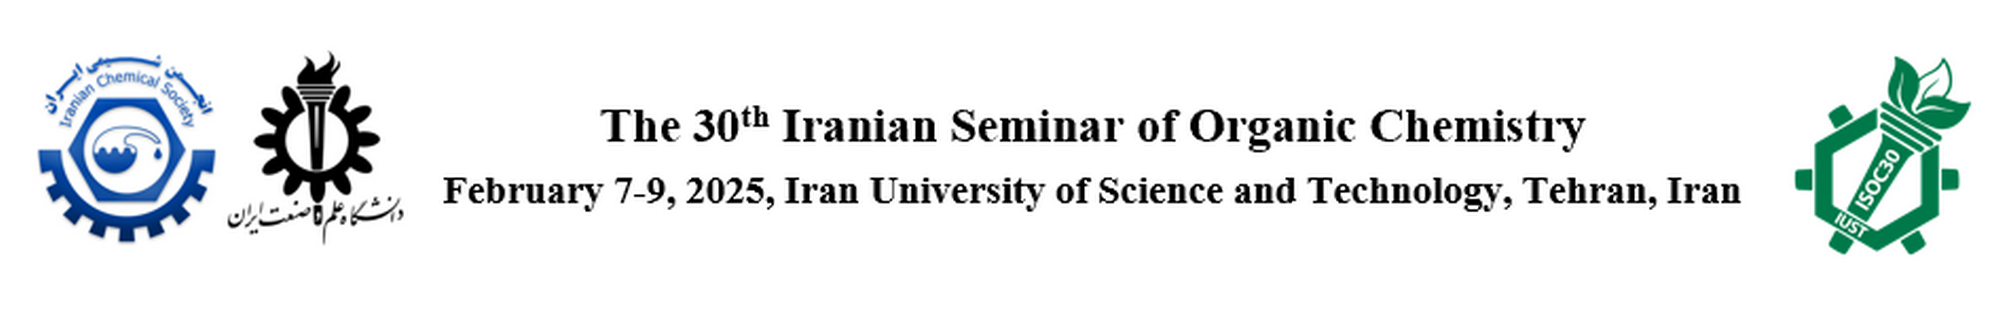 انجمن شیمی ایران
Iranian Chemical Society
دانشگاه علم و صنعت ایران
The 30th Iranian Seminar of Organic Chemistry
February 7-9, 2025, Iran University of Science and Technology, Tehran, Iran
ISOC30
IUST